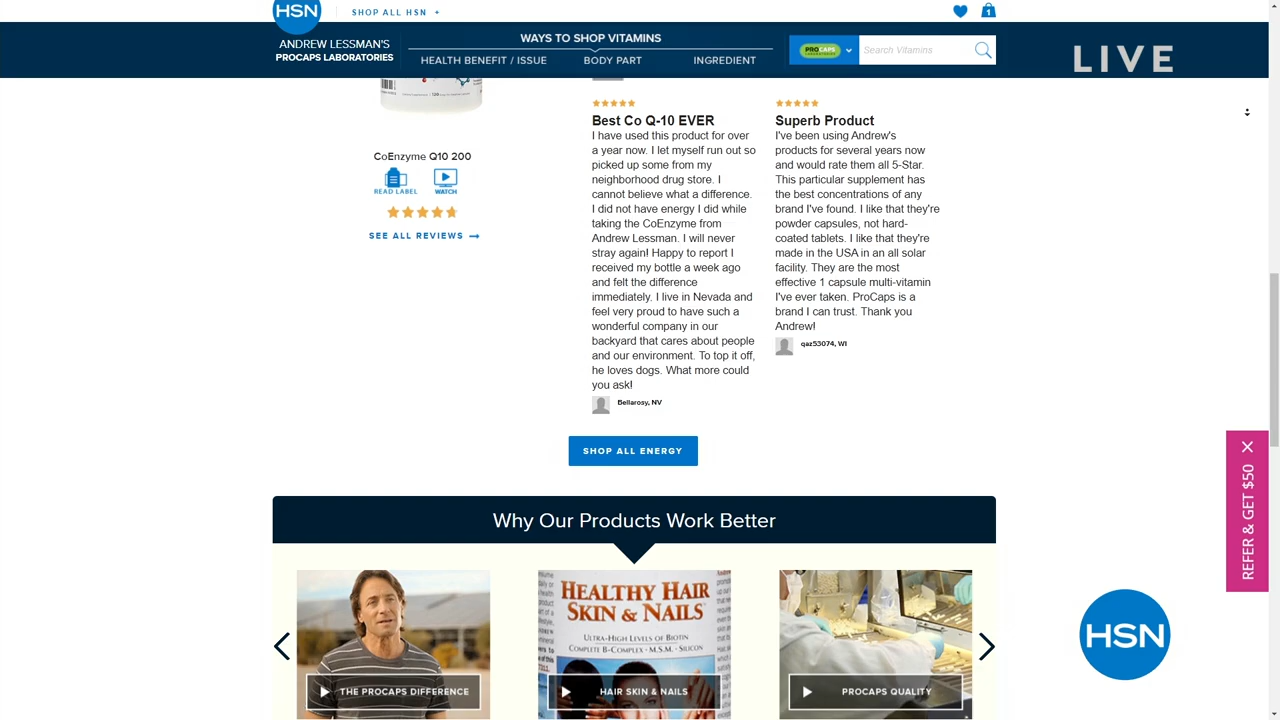 HSN
SHOP ALL HSN +
1
ANDREW LESSMAN'S
PROCAPS LABORATORIES
WAYS TO SHOP VITAMINS
HEALTH BENEFIT / ISSUE
BODY PART
INGREDIENT
PROCAPS
Search Vitamins
LIVE
CoEnzyme Q10 200
READ LABEL
WATCH
SEE ALL REVIEWS
Best Co Q-10 EVER
I have used this product for over
a year now. I let myself run out so
picked up some from my
neighborhood drug store. I
cannot believe what a difference.
I did not have energy I did while
taking the CoEnzyme from
Andrew Lessman. I will never
stray again! Happy to report I
received my bottle a week ago
and felt the difference
immediately. I live in Nevada and
feel very proud to have such a
wonderful company in our
backyard that cares about people
and our environment. To top it off,
he loves dogs. What more could
you ask!
Bellarosy, NV
Superb Product
I've been using Andrew's
products for several years now
and would rate them all 5-Star.
This particular supplement has
the best concentrations of any
brand I've found. I like that they're
powder capsules, not hard-
coated tablets. I like that they're
made in the USA in an all solar
facility. They are the most
effective 1 capsule multi-vitamin
I've ever taken. ProCaps is a
brand I can trust. Thank you
Andrew!
qaz53074, WI
SHOP ALL ENERGY
REFER & GET $50
Why Our Products Work Better
THE PROCAPS DIFFERENCE
HEALTHY HAIR
SKIN & NAILS
ULTRA-HIGH LEVELS OF BIOTIN
COMPLETE B-COMPLEX • M.S.M. • SILICON
HAIR SKIN & NAILS
PROCAPS QUALITY
HSN